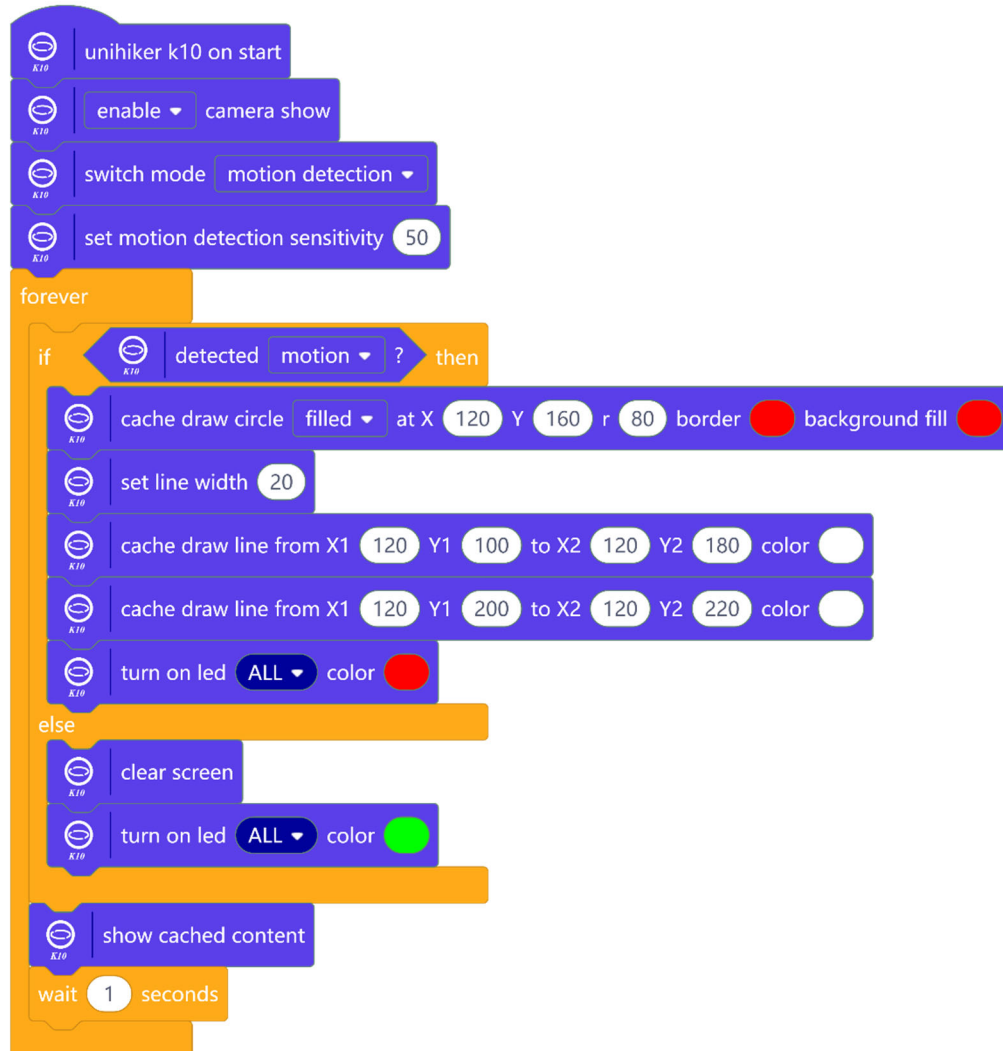 K10 unihiker k10 on start
K10 enable camera show
K10 switch mode motion detection
K10 set motion detection sensitivity 50
forever
if K10 detected motion ? then
K10 cache draw circle filled at X 120 Y 160 r 80 border background fill
K10 set line width 20
K10 cache draw line from X1 120 Y1 100 to X2 120 Y2 180 color
K10 cache draw line from X1 120 Y1 200 to X2 120 Y2 220 color
K10 turn on led ALL color
else
K10 clear screen
K10 turn on led ALL color
K10 show cached content
wait 1 seconds